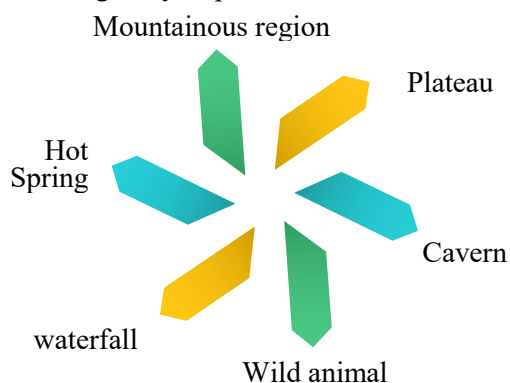 Mountainous region
Plateau
Hot
Spring
Cavern
waterfall
Wild animal